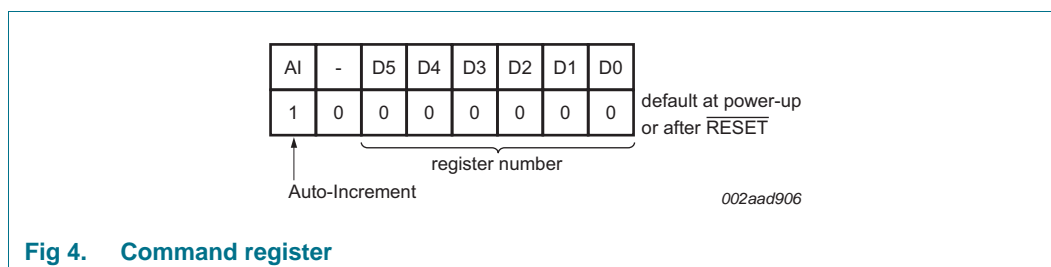 AI - D5 D4 D3 D2 D1 D0
1 0 0 0 0 0 0 0
default at power-up
or after RESET
register number
Auto-Increment
002aad906
Fig 4. Command register